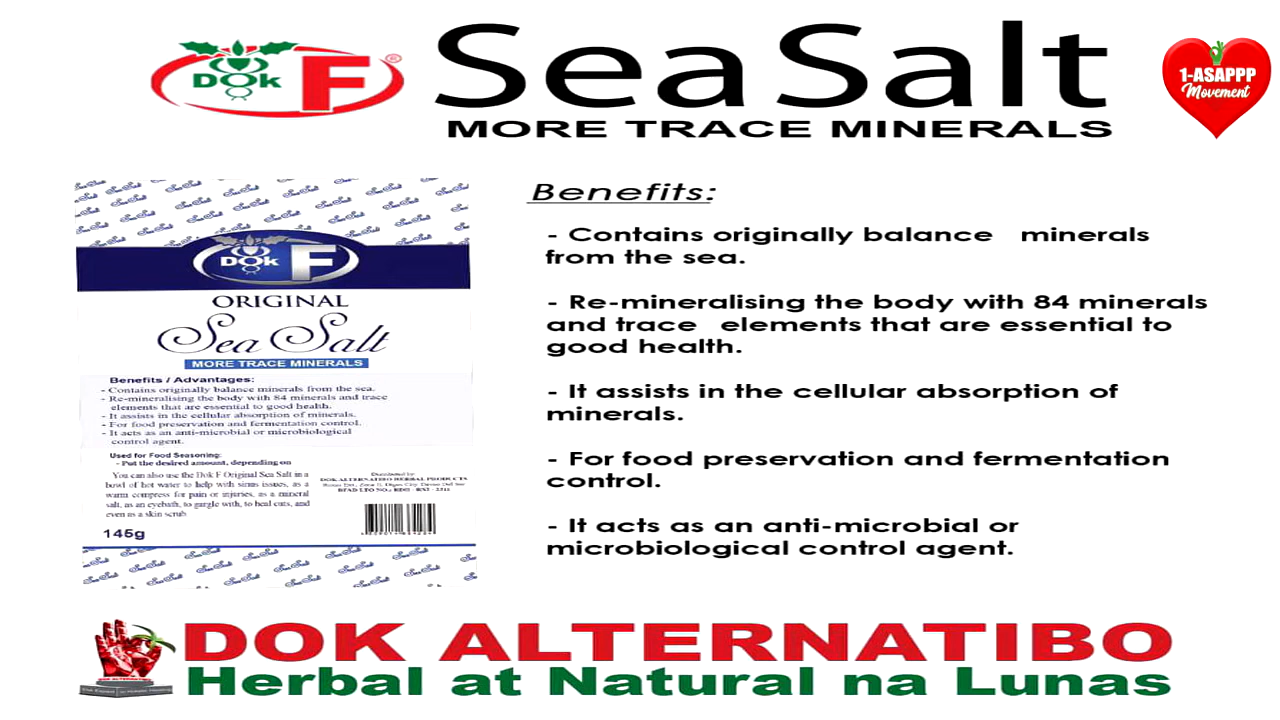 DOk F®
Sea Salt
MORE TRACE MINERALS
1-ASAPPP
Movement
DOk F
ORIGINAL
Sea Salt
MORE TRACE MINERALS
Benefits / Advantages:
- Contains originally balance minerals from the sea.
- Re-mineralising the body with 84 minerals and trace
elements that are essential to good health.
- It assists in the cellular absorption of minerals.
- For food preservation and fermentation control.
- It acts as an anti-microbial or microbiological
control agent.
Used for Food Seasoning:
- Put the desired amount, depending on
You can also use the Dok F Original Sea Salt in a
bowl of hot water to help with sinus issues, as a
warm compress for pain or injuries, as a mineral
salt, as an eyebath, to gargle with, to heal cuts, and
even as a skin scrub
Distributed by:
DOK ALTERNATIBO HERBAL PRODUCTS
145g
Benefits:
- Contains originally balance minerals
from the sea.
- Re-mineralising the body with 84 minerals
and trace elements that are essential to
good health.
- It assists in the cellular absorption of
minerals.
- For food preservation and fermentation
control.
- It acts as an anti-microbial or
microbiological control agent.
DOK ALTERNATIBO
DOK ALTERNATIBO
Herbal at Natural na Lunas